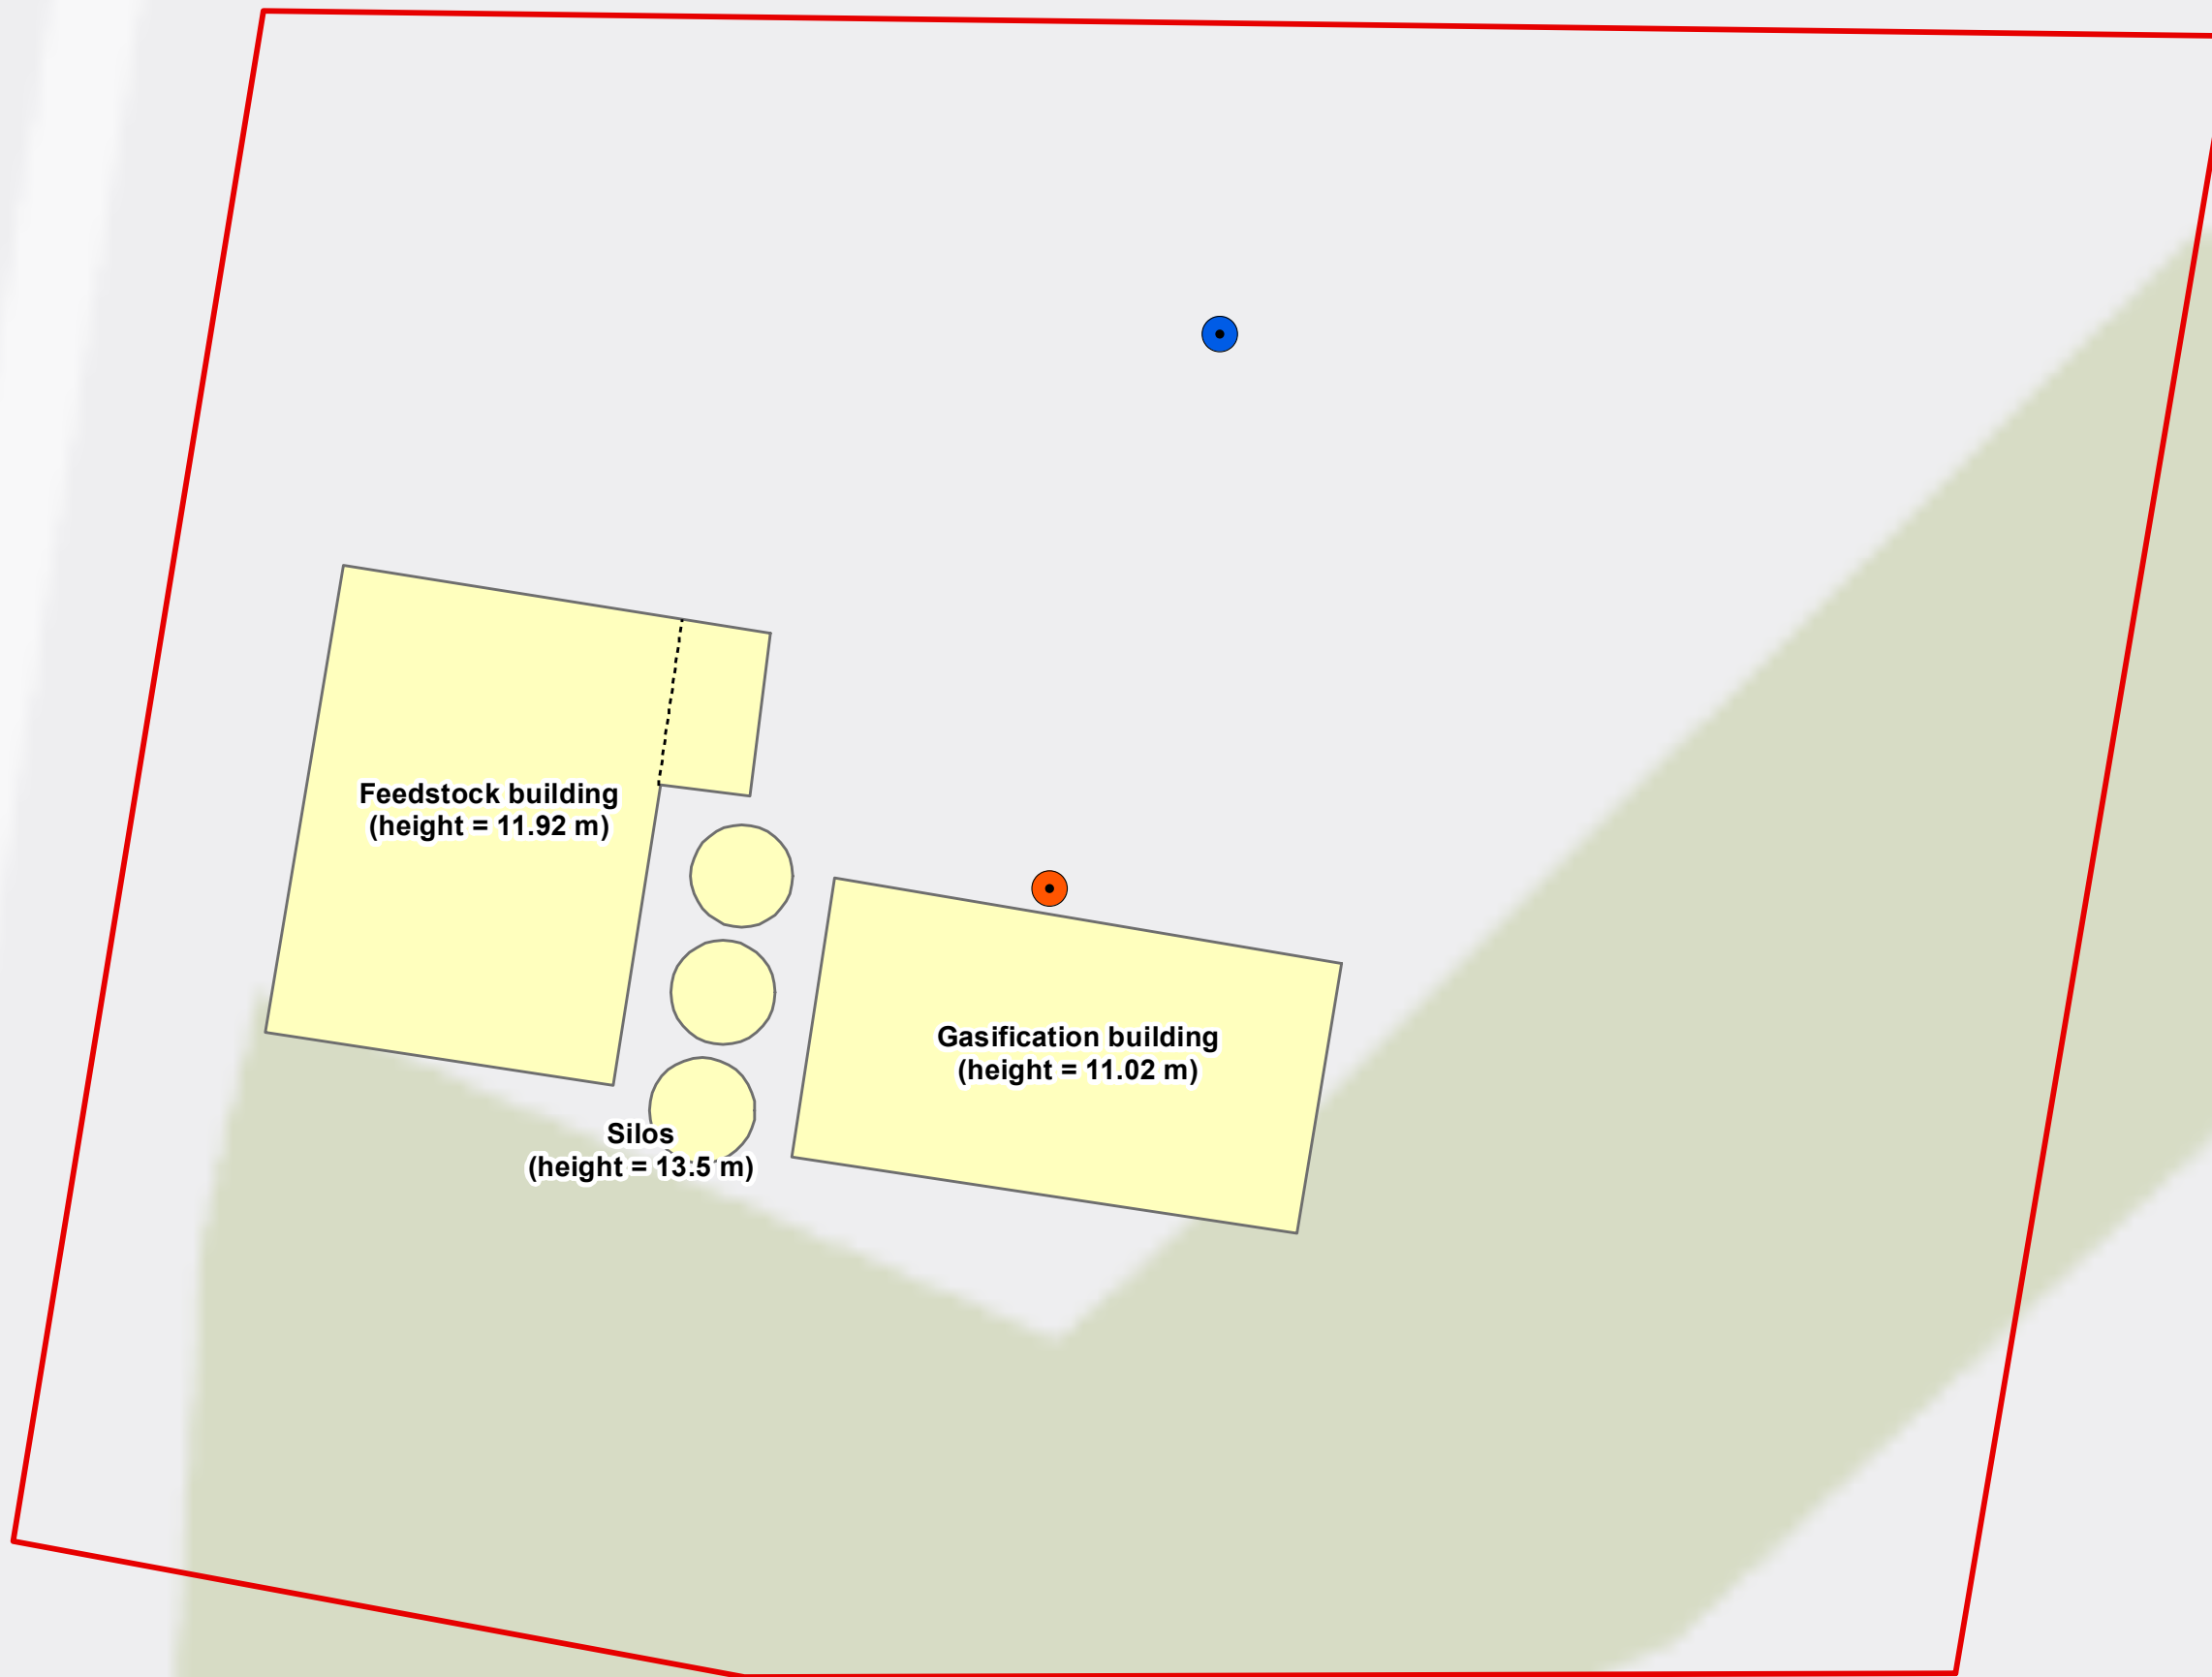 Feedstock building
(height = 11.92 m)
Gasification building
(height = 11.02 m)
Silos
(height = 13.5 m)